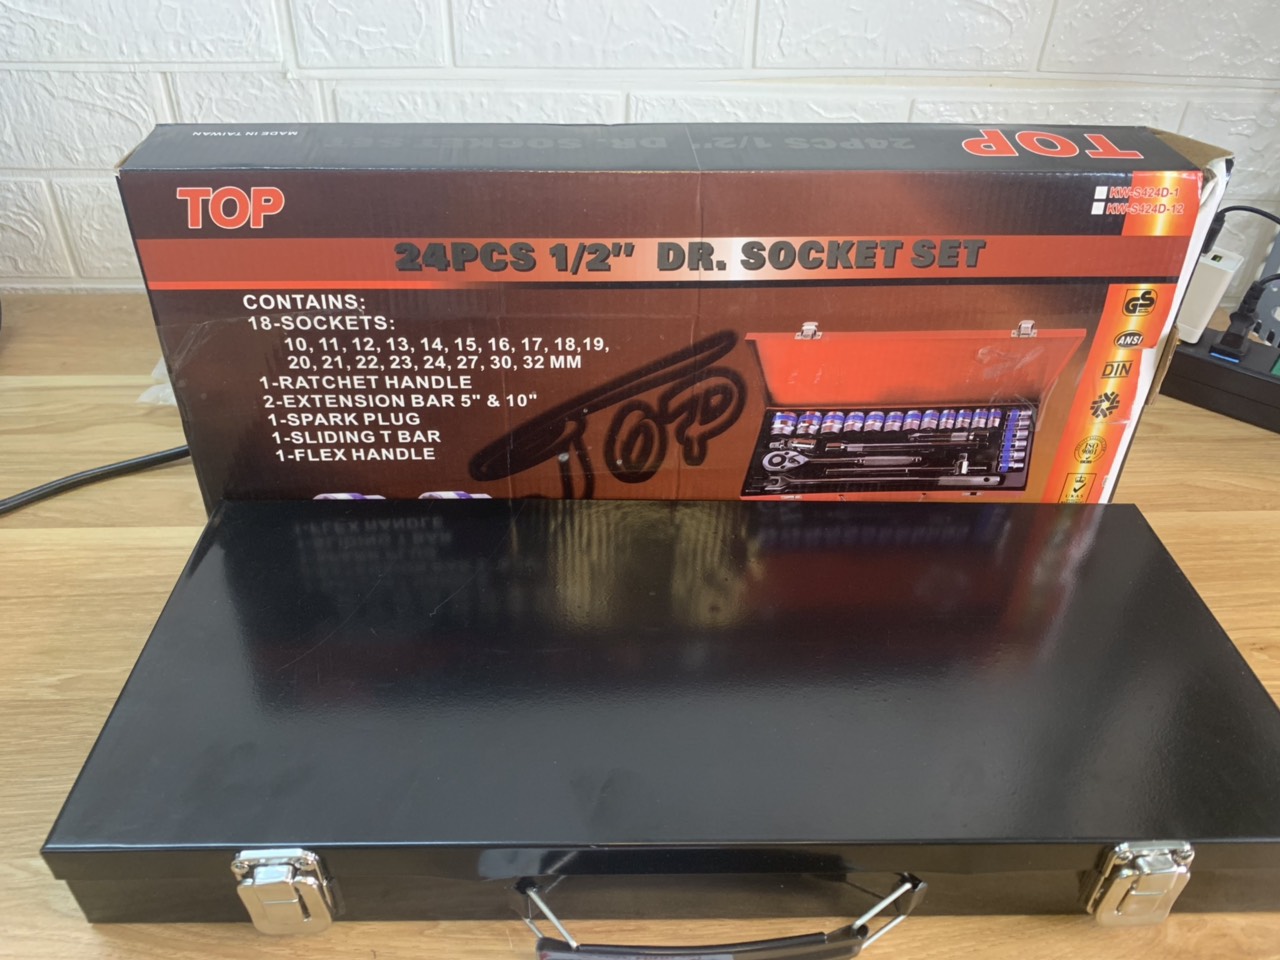 MADE IN TAIWAN
24PCS 1/2" DR. SOCKET
TOP
TOP
KW-S424D-1
KW-S424D-12
24PCS 1/2" DR. SOCKET SET
CONTAINS:
18-SOCKETS:
10, 11, 12, 13, 14, 15, 16, 17, 18,19,
20, 21, 22, 23, 24, 27, 30, 32 MM
1-RATCHET HANDLE
2-EXTENSION BAR 5" & 10"
1-SPARK PLUG
1-SLIDING T BAR
1-FLEX HANDLE
GS
ANSI
DIN
ISO
9001